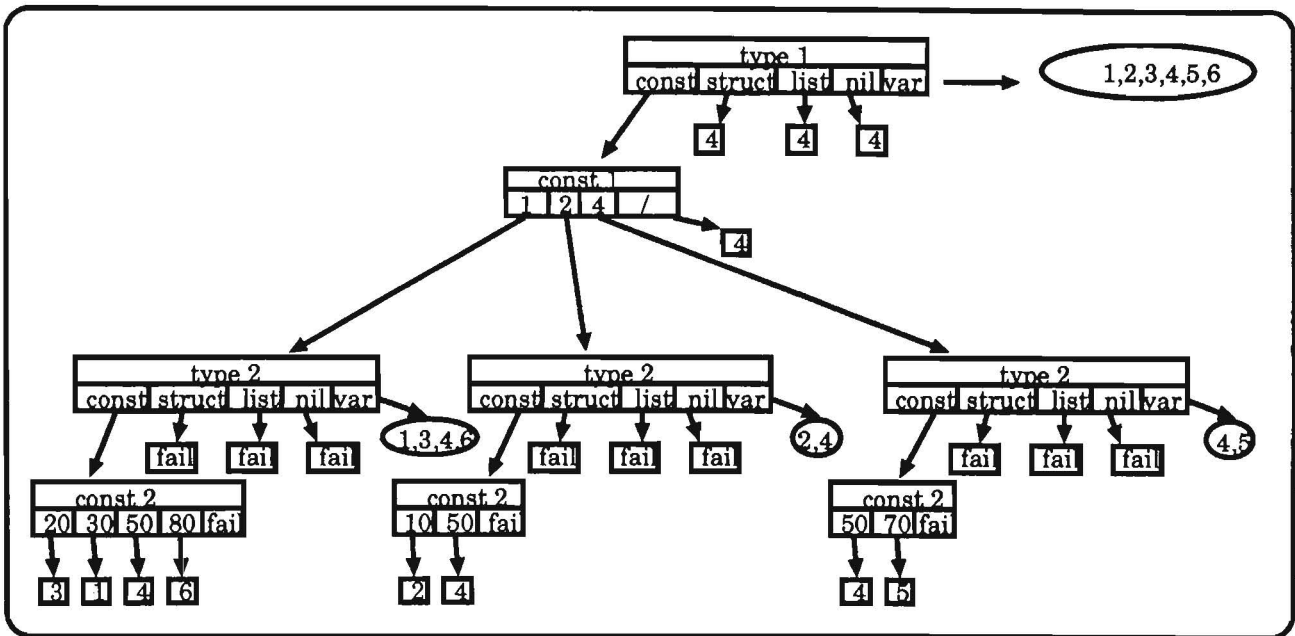 type 1
const struct list nil var
1,2,3,4,5,6
4 4 4
const 1
1 2 4 /
4
type 2
const struct list nil var
type 2
const struct list nil var
type 2
const struct list nil var
1,3,4,6
2,4
4,5
fail fail fail
fail fail fail
fail fail fail
const 2
20 30 50 80 fail
const 2
10 50 fail
const 2
50 70 fail
3 1 4 6
2 4
4 5